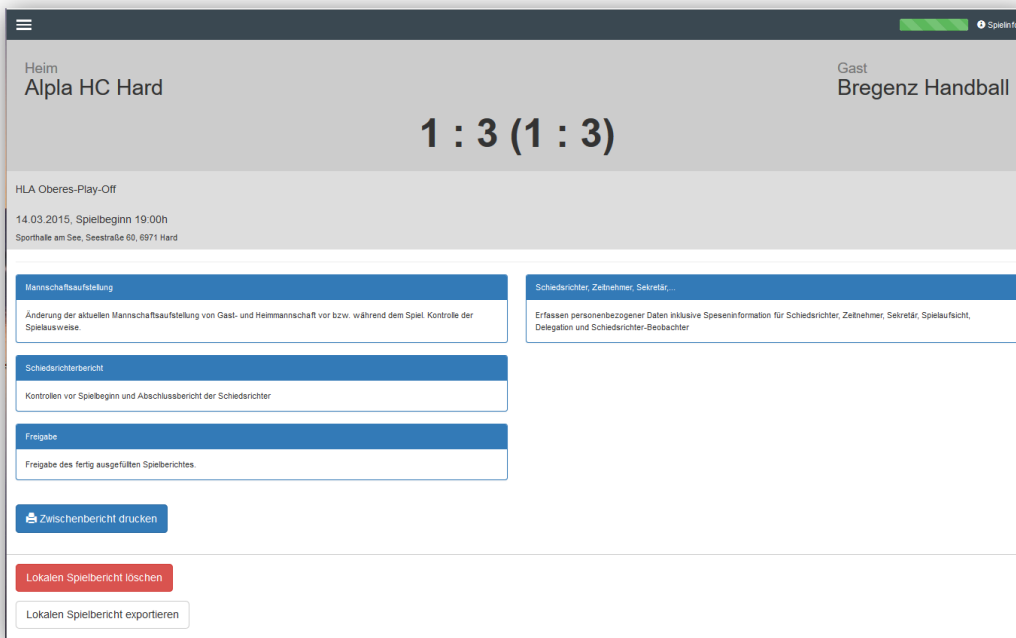 Spielinfo
Heim
Alpla HC Hard
Gast
Bregenz Handball
1 : 3 (1 : 3)
HLA Oberes-Play-Off
14.03.2015, Spielbeginn 19:00h
Sporthalle am See, Seestraße 60, 6971 Hard
Mannschaftsaufstellung
Änderung der aktuellen Mannschaftsaufstellung von Gast- und Heimmannschaft vor bzw. während dem Spiel. Kontrolle der
Spielausweise.
Schiedsrichter, Zeitnehmer, Sekretär,...
Erfassen personenbezogener Daten inklusive Speseninformation für Schiedsrichter, Zeitnehmer, Sekretär, Spielaufsicht,
Delegation und Schiedsrichter-Beobachter
Schiedsrichterbericht
Kontrollen vor Spielbeginn und Abschlussbericht der Schiedsrichter
Freigabe
Freigabe des fertig ausgefüllten Spielberichtes.
Zwischenbericht drucken
Lokalen Spielbericht löschen
Lokalen Spielbericht exportieren